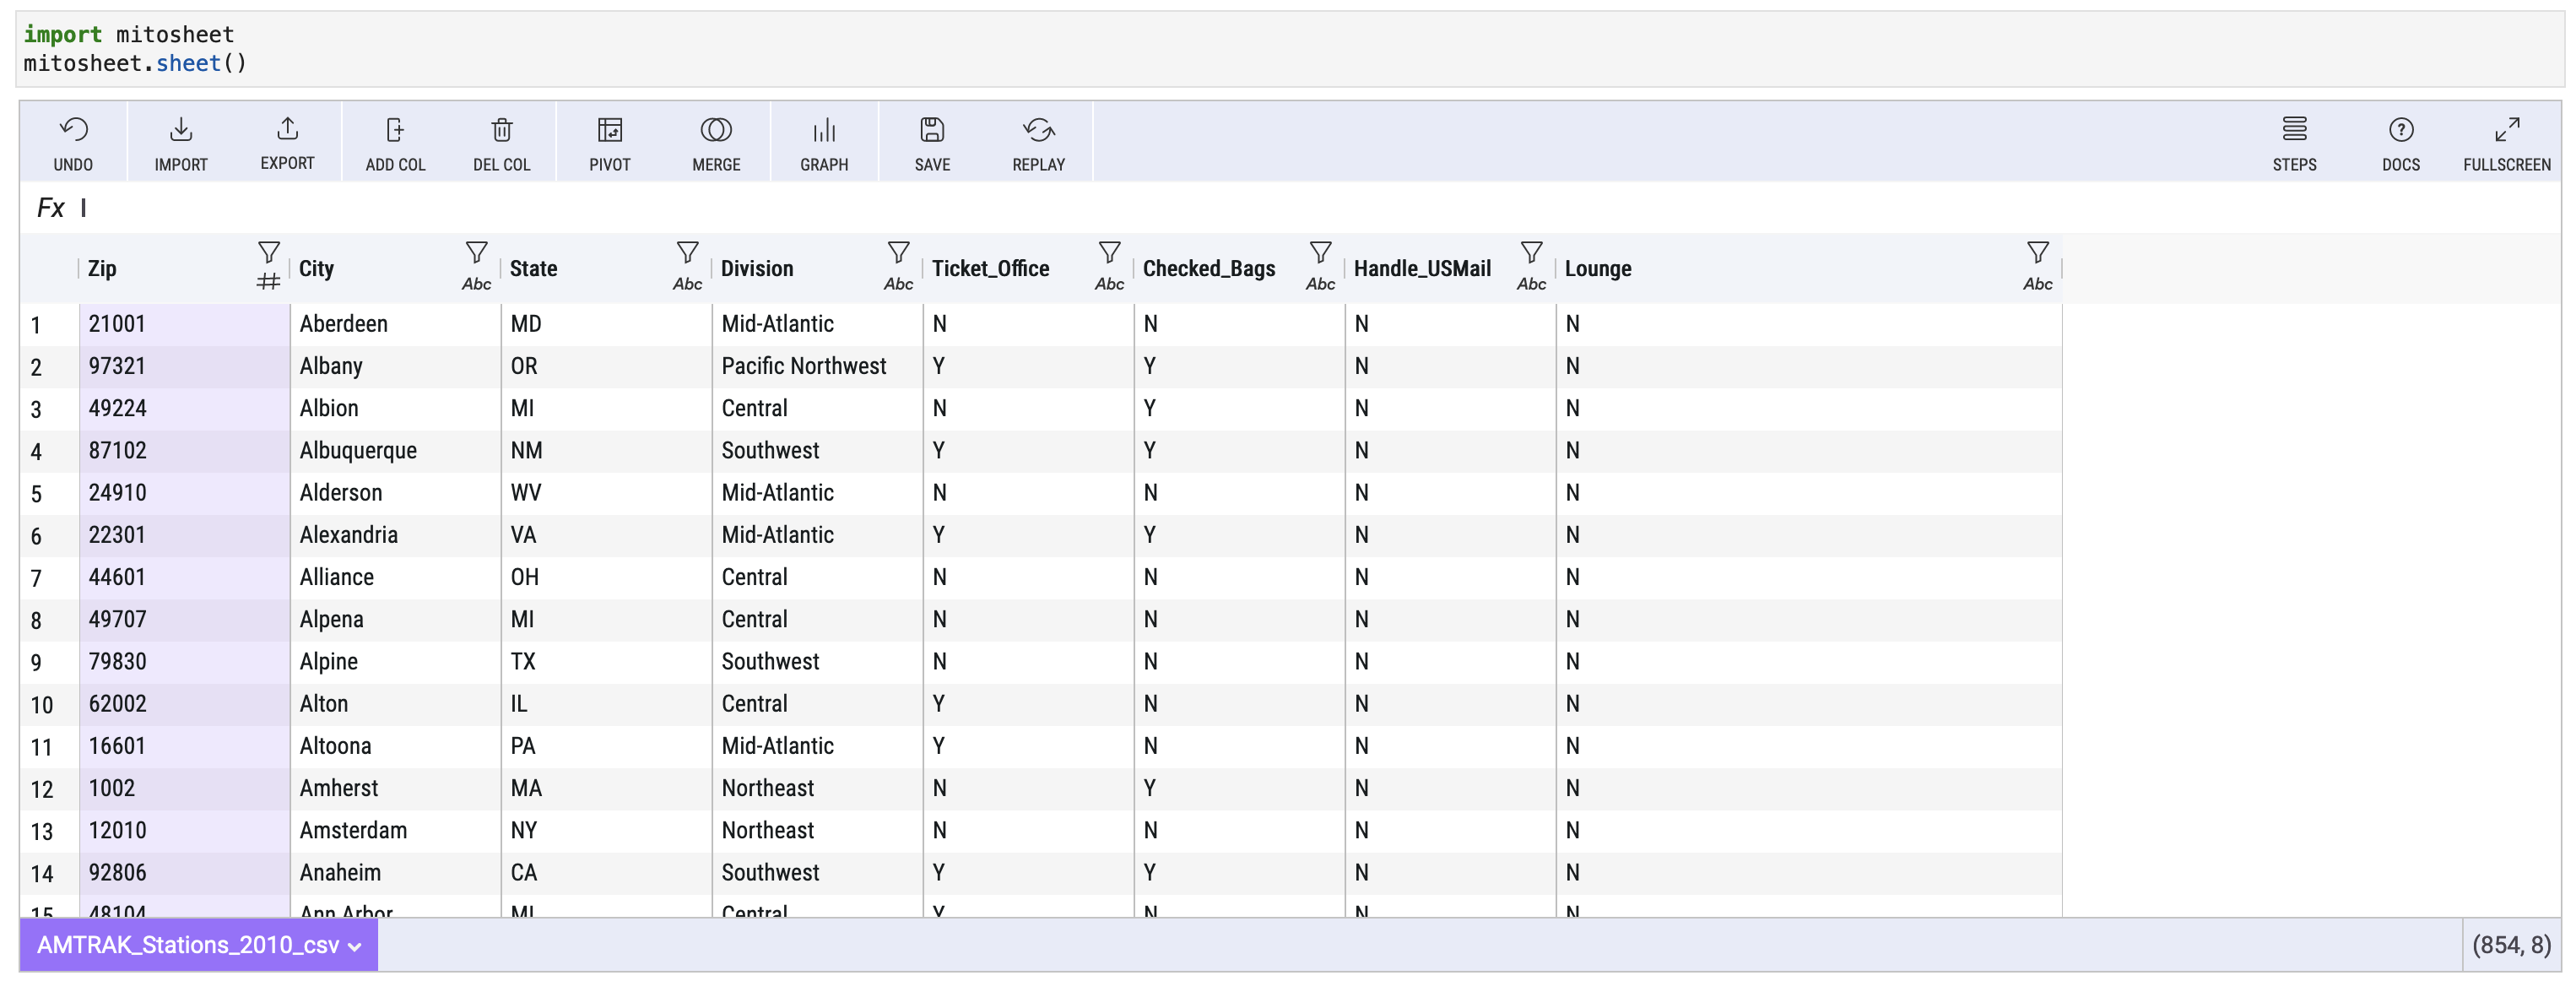 import mitosheet
mitosheet.sheet()
UNDO IMPORT EXPORT ADD COL DEL COL PIVOT MERGE GRAPH SAVE REPLAY STEPS DOCS FULLSCREEN
Fx
Zip # City Abc State Abc Division Abc Ticket_Office Abc Checked_Bags Abc Handle_USMail Abc Lounge Abc
1 21001 Aberdeen MD Mid-Atlantic N N N N
2 97321 Albany OR Pacific Northwest Y Y N N
3 49224 Albion MI Central N Y N N
4 87102 Albuquerque NM Southwest Y Y N N
5 24910 Alderson WV Mid-Atlantic N N N N
6 22301 Alexandria VA Mid-Atlantic Y Y N N
7 44601 Alliance OH Central N N N N
8 49707 Alpena MI Central N N N N
9 79830 Alpine TX Southwest N N N N
10 62002 Alton IL Central Y N N N
11 16601 Altoona PA Mid-Atlantic Y N N N
12 1002 Amherst MA Northeast N Y N N
13 12010 Amsterdam NY Northeast N N N N
14 92806 Anaheim CA Southwest Y Y N N
15 48104 Ann Arbor MI Central Y N N N
AMTRAK_Stations_2010_csv (854, 8)